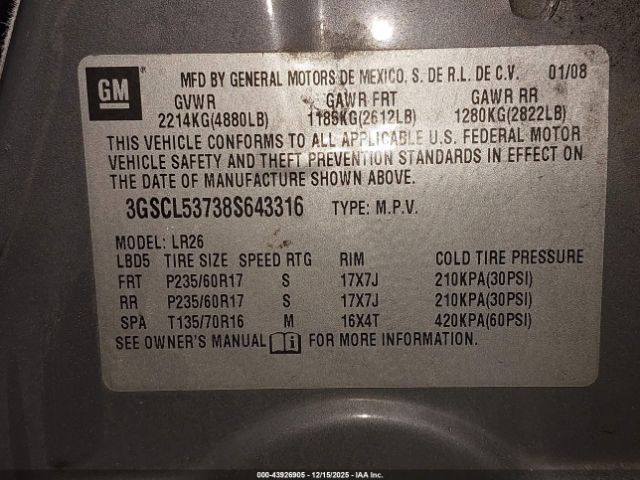 GM
MFD BY GENERAL MOTORS DE MEXICO, S. DE R.L. DE C.V. 01/08
GVWR GAWR FRT GAWR RR
2214KG(4880LB) 1185KG(2612LB) 1280KG(2822LB)
THIS VEHICLE CONFORMS TO ALL APPLICABLE U.S. FEDERAL MOTOR
VEHICLE SAFETY AND THEFT PREVENTION STANDARDS IN EFFECT ON
THE DATE OF MANUFACTURE SHOWN ABOVE.
3GSCL53738S643316 TYPE: M.P.V.
MODEL: LR26
LBD5 TIRE SIZE SPEED RTG RIM COLD TIRE PRESSURE
FRT P235/60R17 S 17X7J 210KPA(30PSI)
RR P235/60R17 S 17X7J 210KPA(30PSI)
SPA T135/70R16 M 16X4T 420KPA(60PSI)
SEE OWNER'S MANUAL FOR MORE INFORMATION.
000-43926905 - 12/15/2025 - IAA Inc.